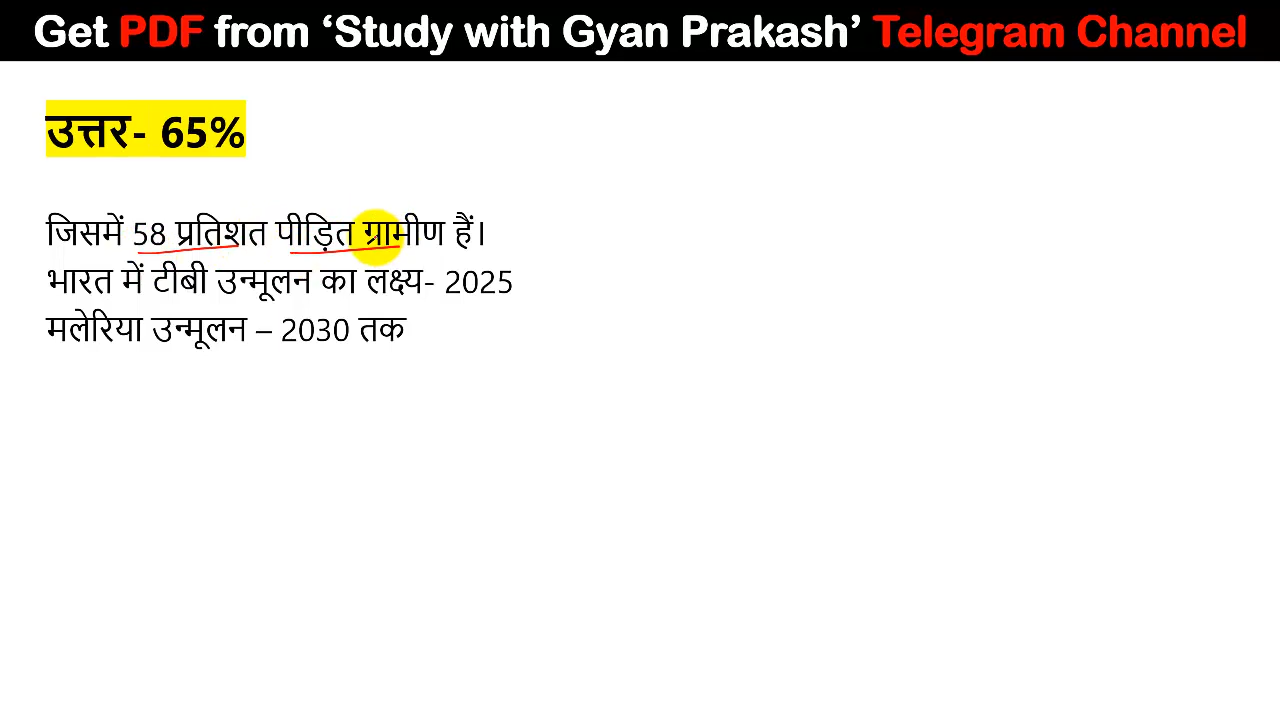 Get PDF from ‘Study with Gyan Prakash’ Telegram Channel
उत्तर- 65%
जिसमें 58 प्रतिशत पीड़ित ग्रामीण हैं।
भारत में टीबी उन्मूलन का लक्ष्य- 2025
मलेरिया उन्मूलन – 2030 तक